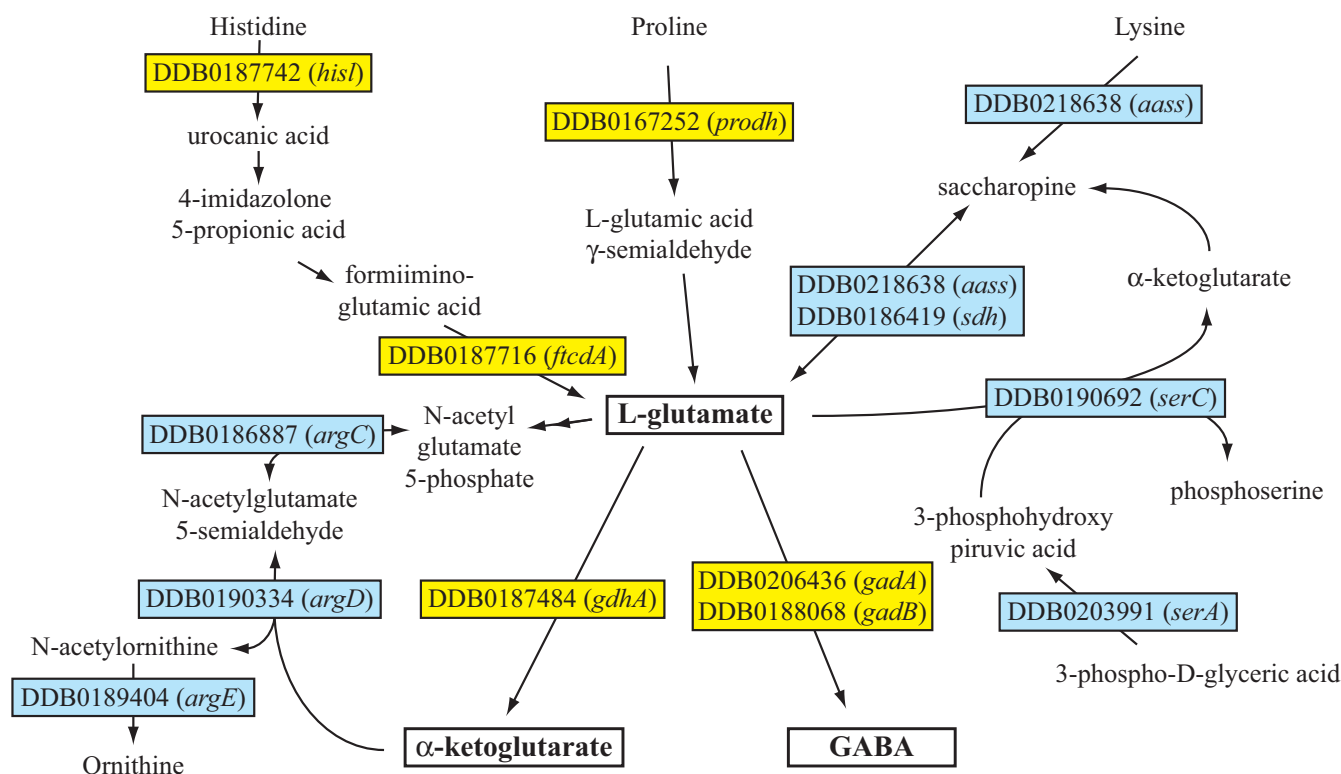 Histidine
Proline
Lysine
DDB0187742 (hisl)
DDB0218638 (aass)
DDB0167252 (prodh)
urocanic acid
saccharopine
4-imidazolone
5-propionic acid
L-glutamic acid
γ-semialdehyde
formiimino-
glutamic acid
DDB0218638 (aass)
DDB0186419 (sdh)
α-ketoglutarate
DDB0187716 (ftcdA)
L-glutamate
DDB0190692 (serC)
DDB0186887 (argC)
N-acetyl
glutamate
5-phosphate
phosphoserine
N-acetylglutamate
5-semialdehyde
3-phosphohydroxy
piruvic acid
DDB0190334 (argD)
DDB0187484 (gdhA)
DDB0206436 (gadA)
DDB0188068 (gadB)
DDB0203991 (serA)
N-acetylornithine
3-phospho-D-glyceric acid
DDB0189404 (argE)
α-ketoglutarate
GABA
Ornithine